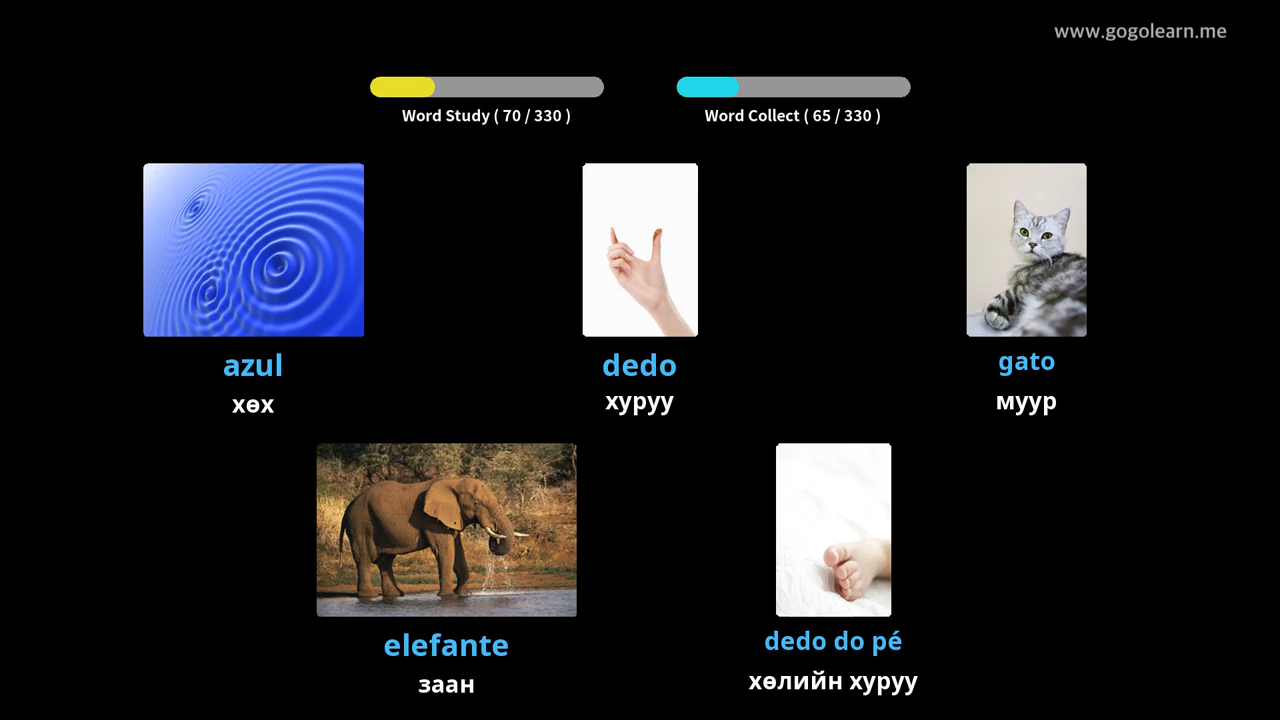 www.gogolearn.me
Word Study ( 70 / 330 )
Word Collect ( 65 / 330 )
azul
хөх
dedo
хуруу
gato
муур
elefante
заан
dedo do pé
хөлийн хуруу